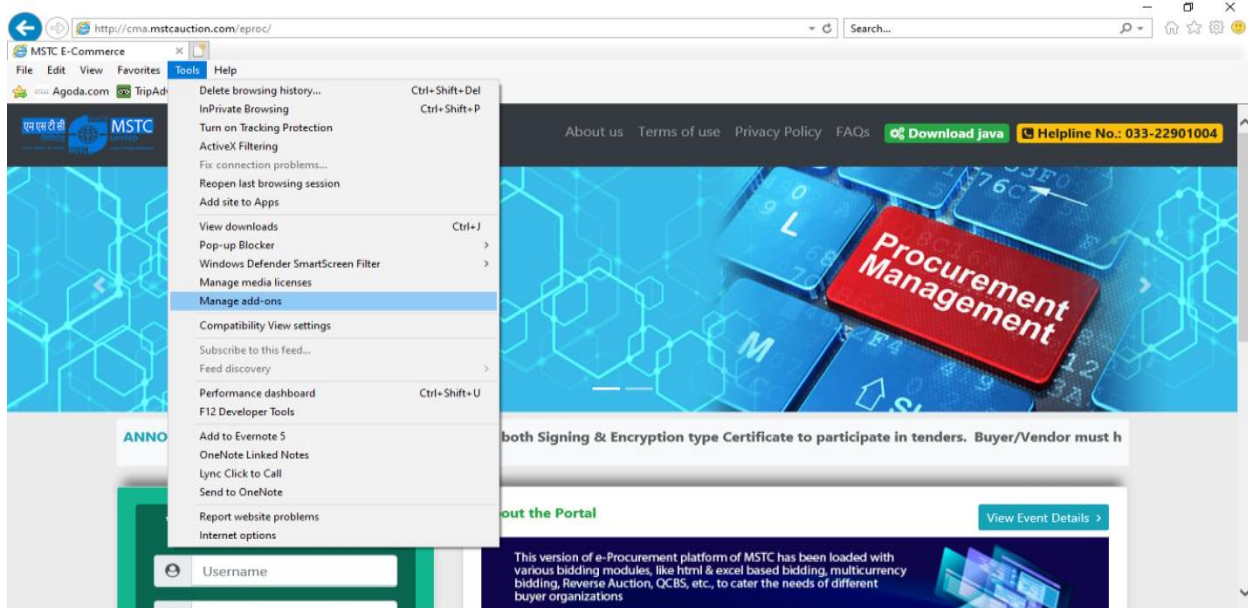 http://cma.mstcauction.com/eproc/
Search...
MSTC E-Commerce
File Edit View Favorites Tools Help
Agoda.com TripAdv
Delete browsing history... Ctrl+Shift+Del
InPrivate Browsing Ctrl+Shift+P
Turn on Tracking Protection
ActiveX Filtering
Fix connection problems...
Reopen last browsing session
Add site to Apps
View downloads Ctrl+J
Pop-up Blocker
Windows Defender SmartScreen Filter
Manage media licenses
Manage add-ons
Compatibility View settings
Subscribe to this feed...
Feed discovery
Performance dashboard Ctrl+Shift+U
F12 Developer Tools
Add to Evernote 5
OneNote Linked Notes
Lync Click to Call
Send to OneNote
Report website problems
Internet options
एम एस टी सी MSTC
About us Terms of use Privacy Policy FAQs Download java Helpline No.: 033-22901004
Procurement
Management
L
M
ANNO both Signing & Encryption type Certificate to participate in tenders. Buyer/Vendor must h
out the Portal
View Event Details
Username
This version of e-Procurement platform of MSTC has been loaded with
various bidding modules, like html & excel based bidding, multicurrency
bidding, Reverse Auction, QCBS, etc., to cater the needs of different
buyer organizations